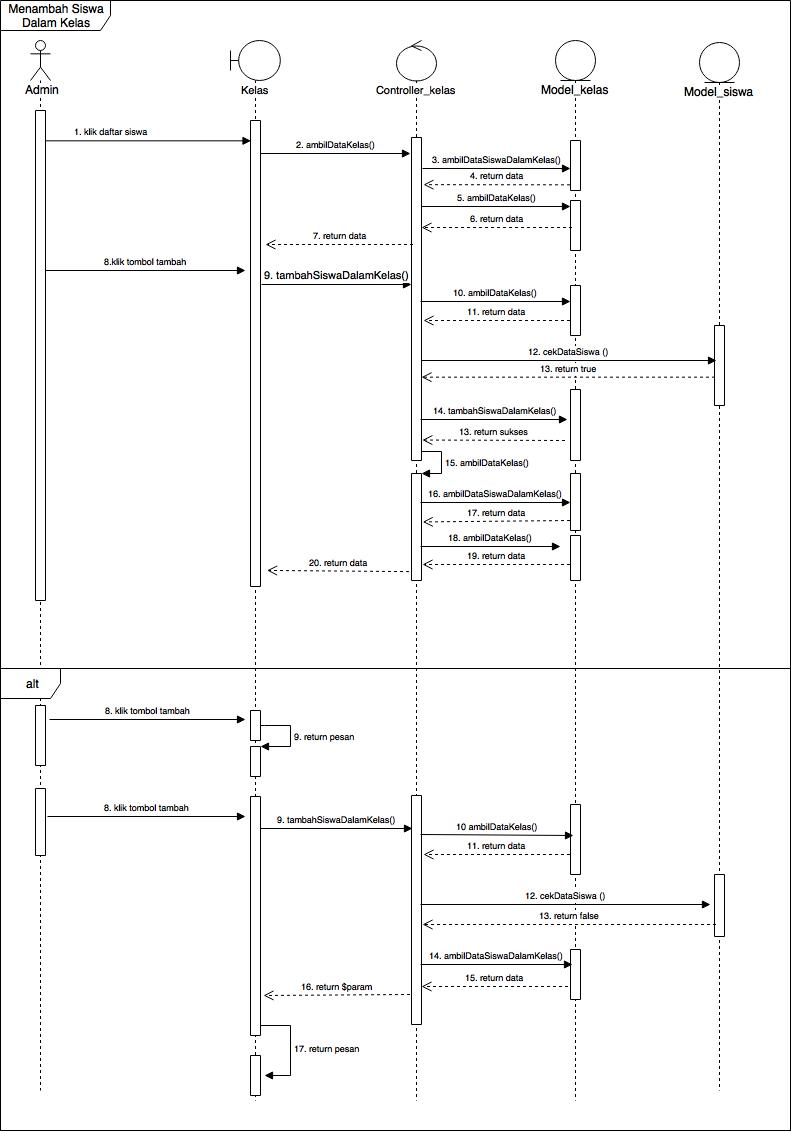 Menambah Siswa
Dalam Kelas
Admin
Kelas
Controller_kelas
Model_kelas
Model_siswa
1. klik daftar siswa
2. ambilDataKelas()
3. ambilDataSiswaDalamKelas()
4. return data
5. ambilDataKelas()
6. return data
7. return data
8.klik tombol tambah
9. tambahSiswaDalamKelas()
10. ambilDataKelas()
11. return data
12. cekDataSiswa ()
13. return true
14. tambahSiswaDalamKelas()
13. return sukses
15. ambilDataKelas()
16. ambilDataSiswaDalamKelas()
17. return data
18. ambilDataKelas()
19. return data
20. return data
alt
8. klik tombol tambah
9. return pesan
8. klik tombol tambah
9. tambahSiswaDalamKelas()
10 ambilDataKelas()
11. return data
12. cekDataSiswa ()
13. return false
14. ambilDataSiswaDalamKelas()
15. return data
16. return $param
17. return pesan